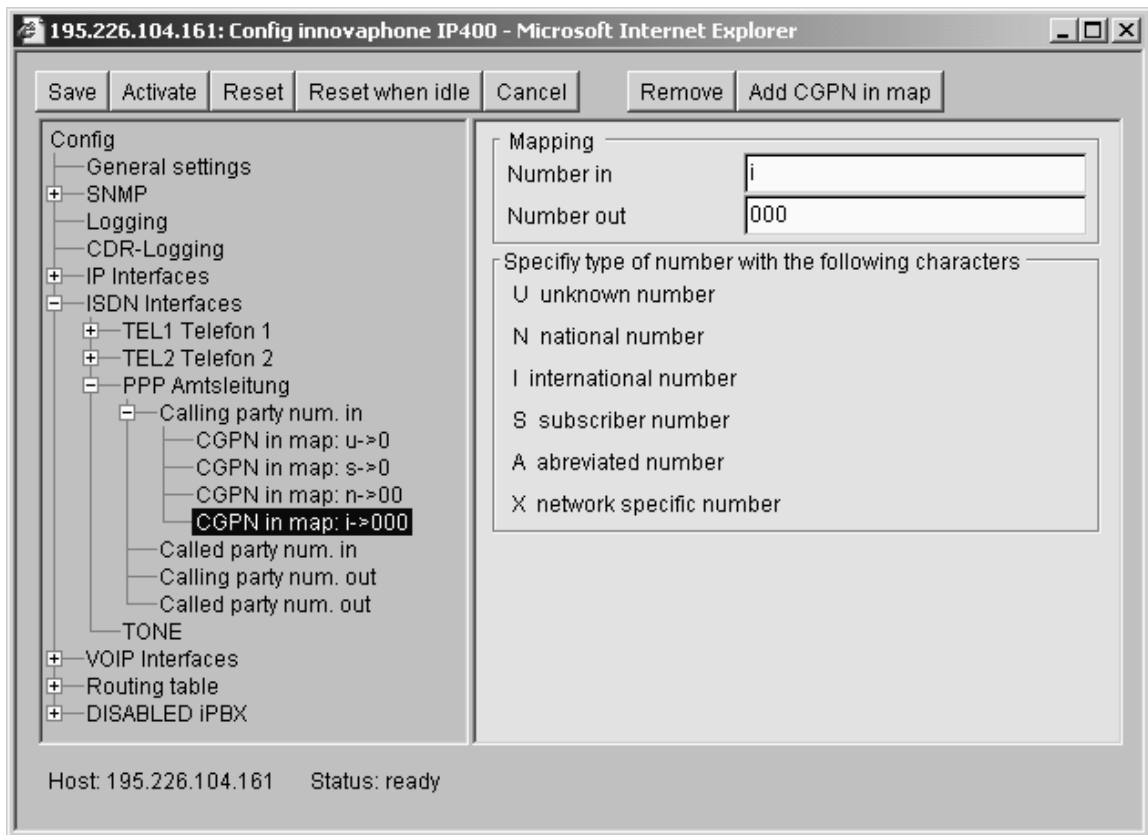 195.226.104.161: Config innovaphone IP400 - Microsoft Internet Explorer
Save Activate Reset Reset when idle Cancel Remove Add CGPN in map
Config
General settings
SNMP
Logging
CDR-Logging
IP Interfaces
ISDN Interfaces
TEL1 Telefon 1
TEL2 Telefon 2
PPP Amtsleitung
Calling party num. in
CGPN in map: u->0
CGPN in map: s->0
CGPN in map: n->00
CGPN in map: i->000
Called party num. in
Calling party num. out
Called party num. out
TONE
VOIP Interfaces
Routing table
DISABLED iPBX
Mapping
Number in i
Number out 000
Specifiy type of number with the following characters
U unknown number
N national number
I international number
S subscriber number
A abreviated number
X network specific number
Host: 195.226.104.161 Status: ready